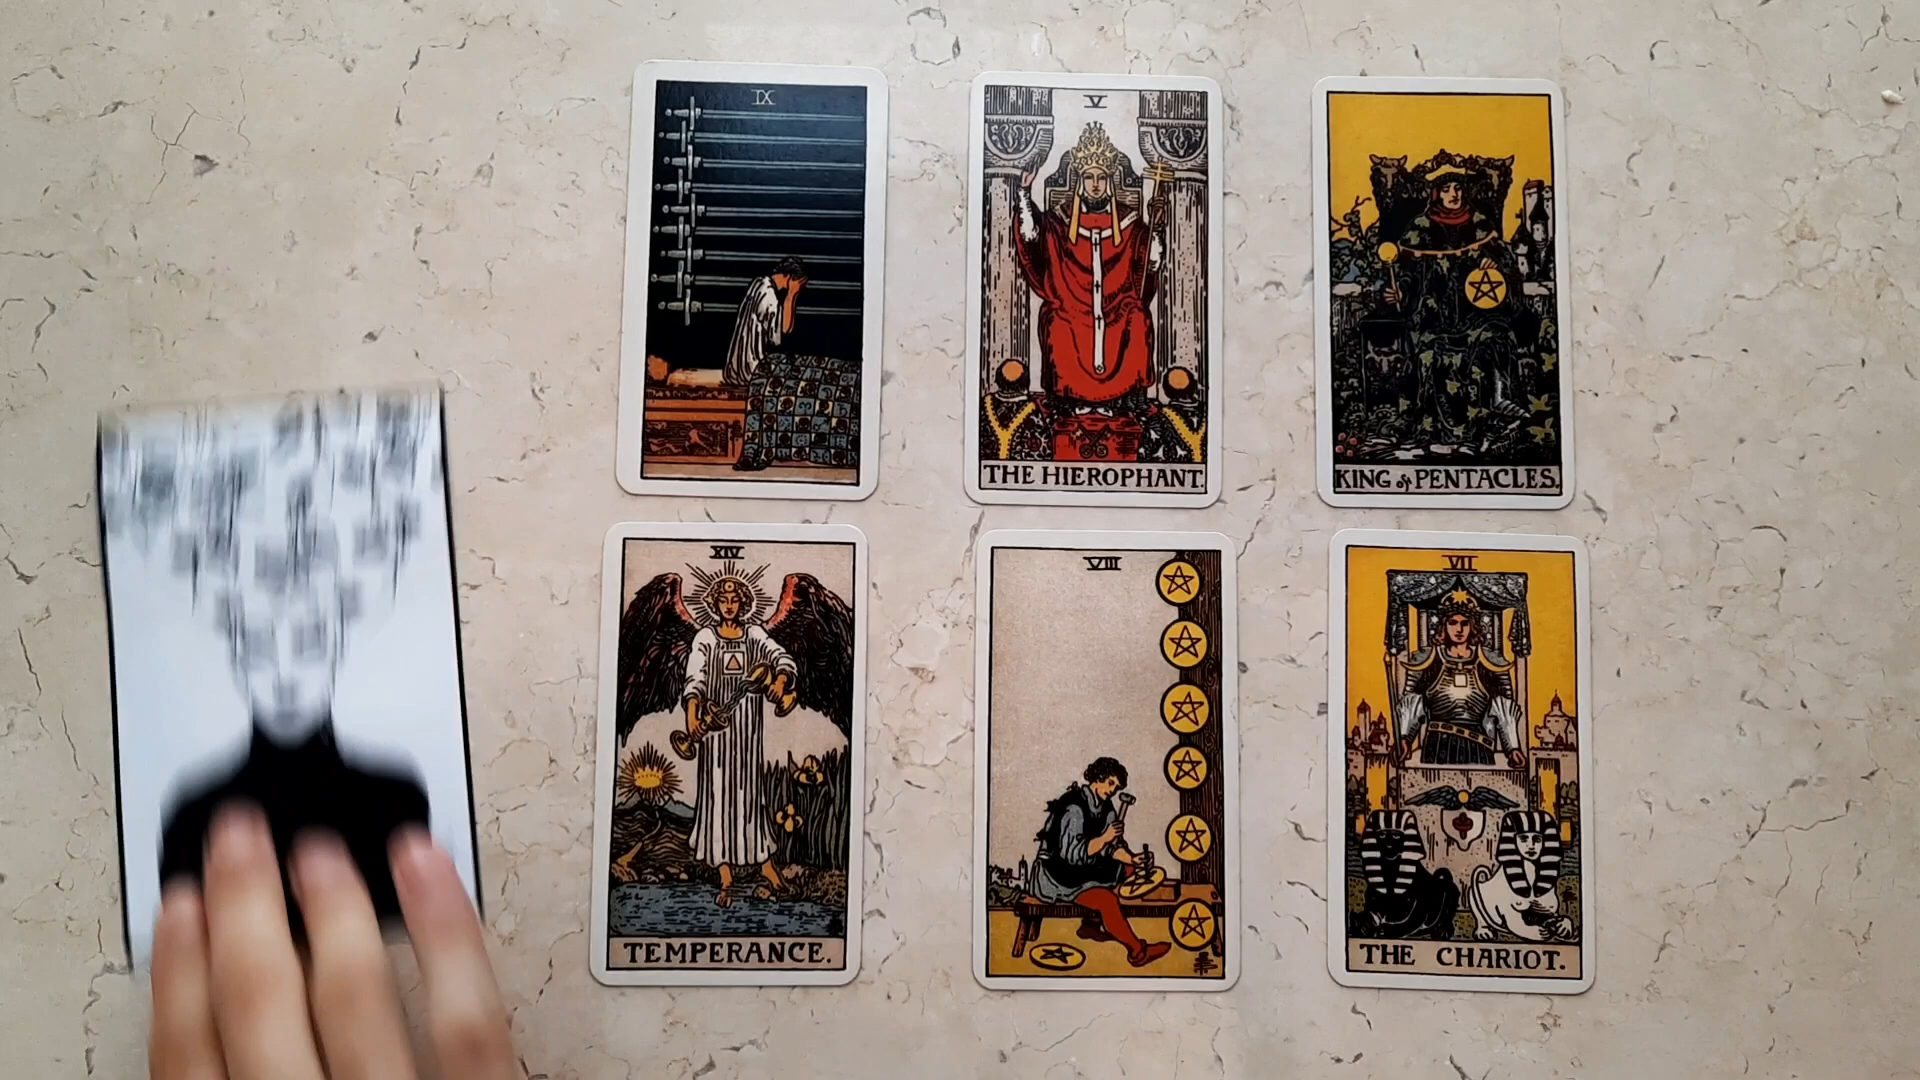 IX
V
THE HIEROPHANT.
KING of PENTACLES.
XIV
TEMPERANCE.
VIII
VII
THE CHARIOT.